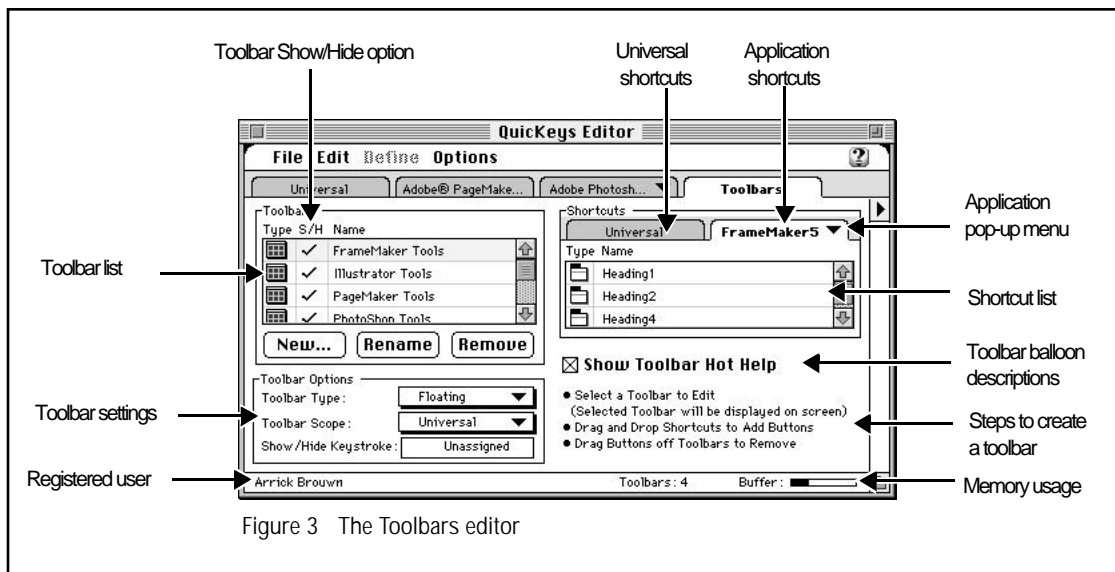 Toolbar Show/Hide option
Universal
shortcuts
Application
shortcuts
QuicKeys Editor
File Edit Define Options
Universal
Adobe® PageMake...
Adobe Photosh...
Toolbars
Toolbars
Type S/H Name
FrameMaker Tools
Illustrator Tools
PageMaker Tools
PhotoShop Tools
New...
Rename
Remove
Shortcuts
Universal
FrameMaker5
Type Name
Heading1
Heading2
Heading4
Show Toolbar Hot Help
Toolbar Options
Toolbar Type:
Floating
Toolbar Scope:
Universal
Show/Hide Keystroke:
Unassigned
• Select a Toolbar to Edit
(Selected Toolbar will be displayed on screen)
• Drag and Drop Shortcuts to Add Buttons
• Drag Buttons off Toolbars to Remove
Arrick Brouwn
Toolbars: 4
Buffer:
Toolbar list
Toolbar settings
Registered user
Application
pop-up menu
Shortcut list
Toolbar balloon
descriptions
Steps to create
a toolbar
Memory usage
Figure 3 The Toolbars editor